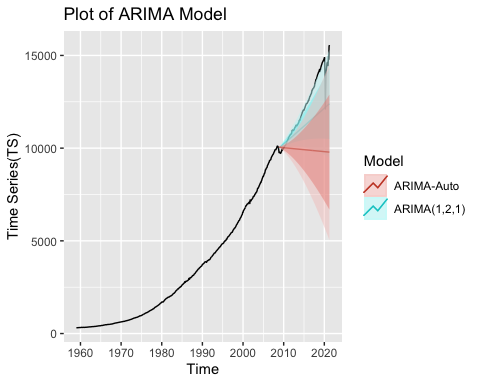 Plot of ARIMA Model
15000
10000
5000
0
Time Series(TS)
1960 1970 1980 1990 2000 2010 2020
Time
Model
ARIMA-Auto
ARIMA(1,2,1)